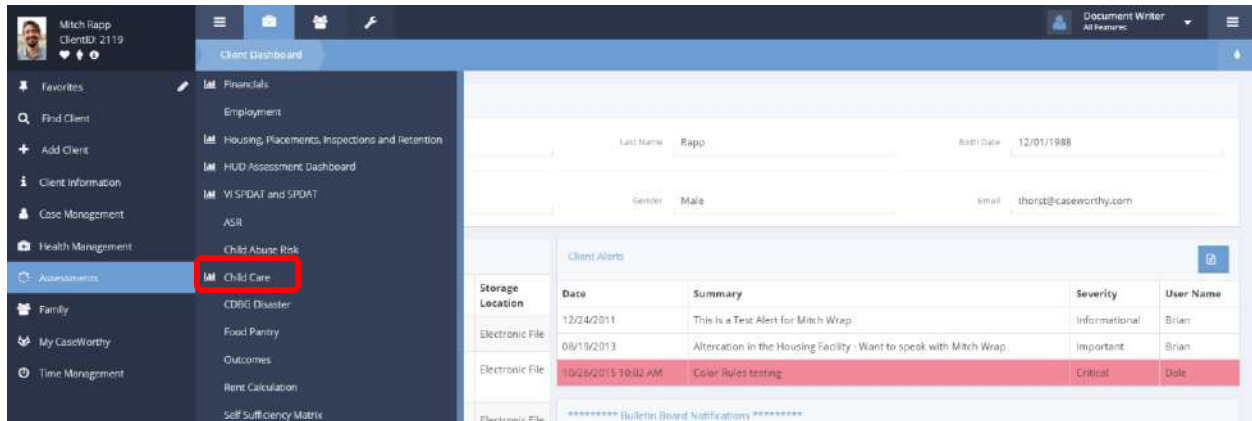 Mitch Rapp
ClientID: 2119
Document Writer
All Features
Client Dashboard
Favorites
Find Client
Add Client
Client Information
Case Management
Health Management
Assessments
Family
My CaseWorthy
Time Management
Financials
Employment
Housing, Placements, Inspections and Retention
HUD Assessment Dashboard
VI SPDAT and SPDAT
ASR
Child Abuse Risk
Child Care
CDBG Disaster
Food Pantry
Outcomes
Rent Calculation
Self Sufficiency Matrix
Last Name Rapp Birth Date 12/01/1988
Gender Male Email thorst@caseworthy.com
Storage
Location
Electronic File
Electronic File
Electronic File
Client Alerts
Date Summary Severity User Name
12/24/2011 This is a Test Alert for Mitch Wrap Informational Brian
08/19/2013 Altercation in the Housing Facility - Want to speak with Mitch Wrap Important Brian
10/28/2015 10:02 AM Color Rules testing Critical Dale
********* Bulletin Board Notifications *********